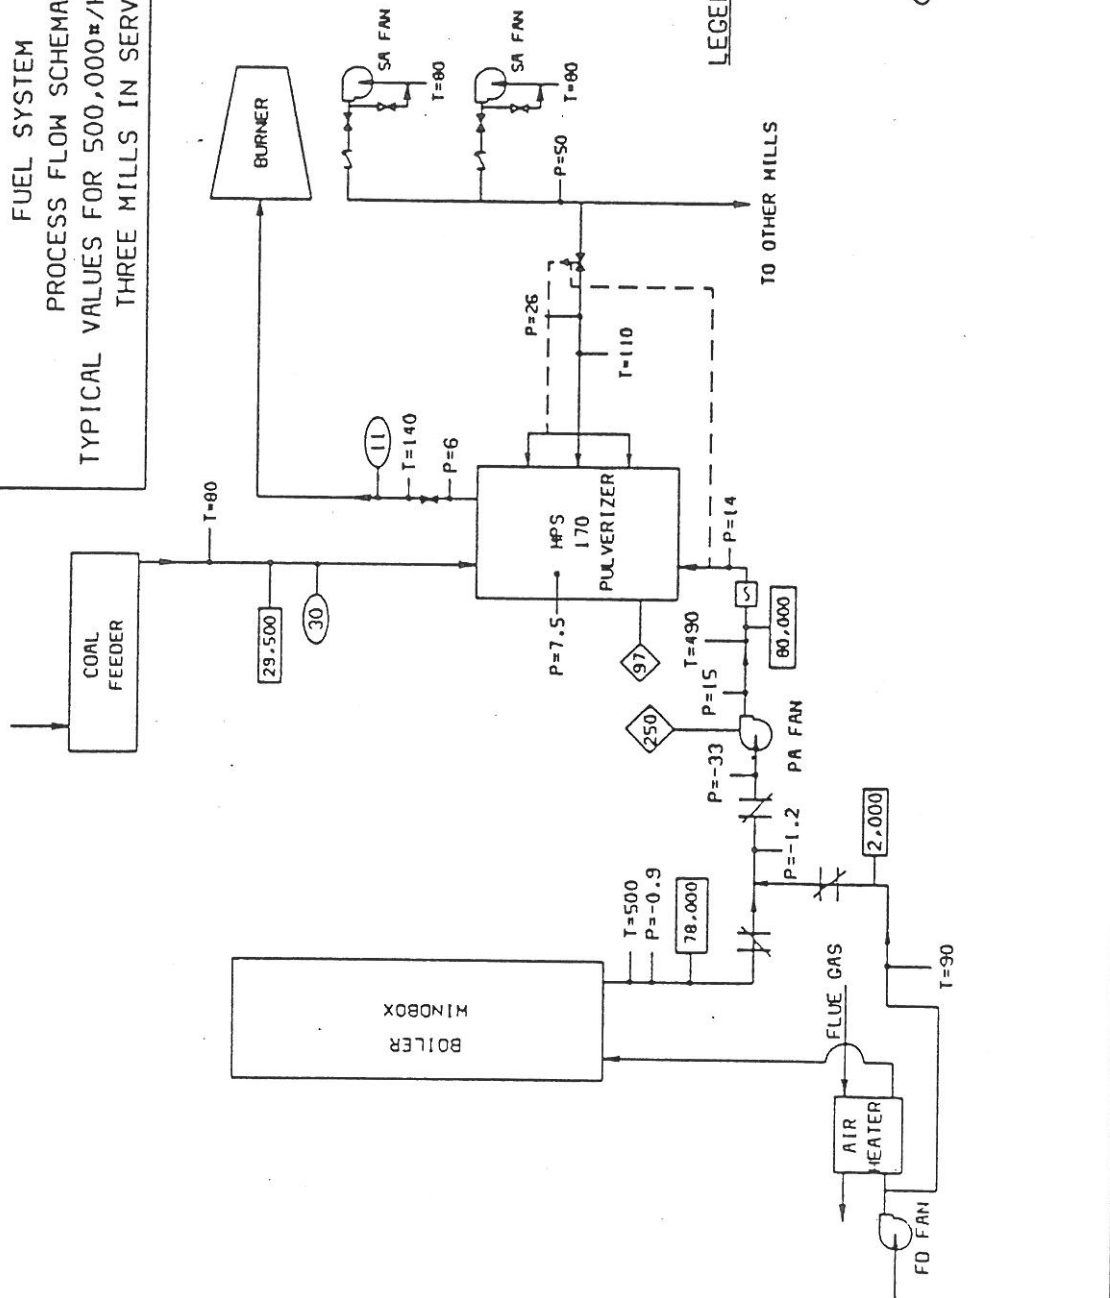 FUEL SYSTEM
PROCESS FLOW SCHEMA
TYPICAL VALUES FOR 500,000#/H
THREE MILLS IN SERV
LEGE
COAL
FEEDER
T=80
29,500
30
BURNER
11
T=140
P=6
SA FAN
T=80
SA FAN
T=80
P=50
TO OTHER MILLS
P=26
T=110
MPS
170
PULVERIZER
P=7.5
97
P=14
80,000
T=490
P=15
250
PA FAN
P=-33
P=-1.2
2,000
T=500
P=-0.9
78,000
BOILER
WINDBOX
FLUE GAS
T=90
AIR
HEATER
FD FAN